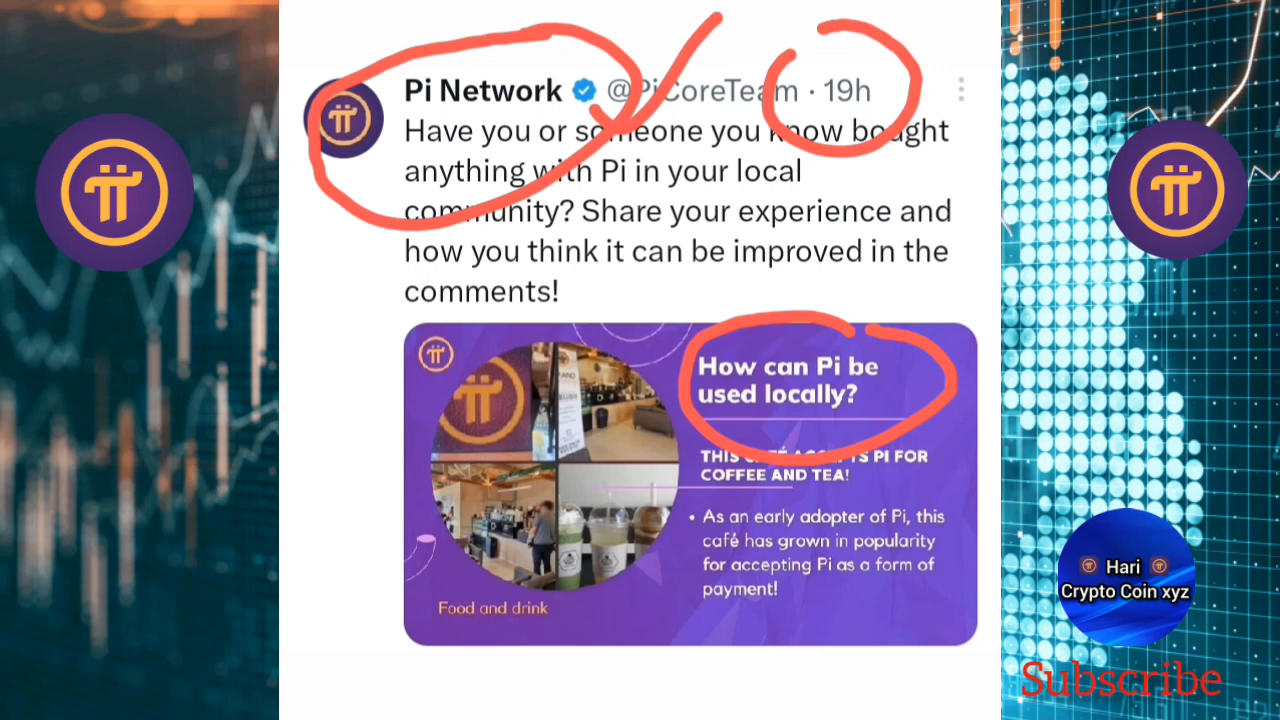 Pi Network @PiCoreTeam · 19h
Have you or someone you know bought
anything with Pi in your local
community? Share your experience and
how you think it can be improved in the
comments!
How can Pi be
used locally?
THIS CAFÉ ACCEPTS PI FOR
COFFEE AND TEA!
• As an early adopter of Pi, this
café has grown in popularity
for accepting Pi as a form of
payment!
Food and drink
Hari
Crypto Coin xyz
Subscribe